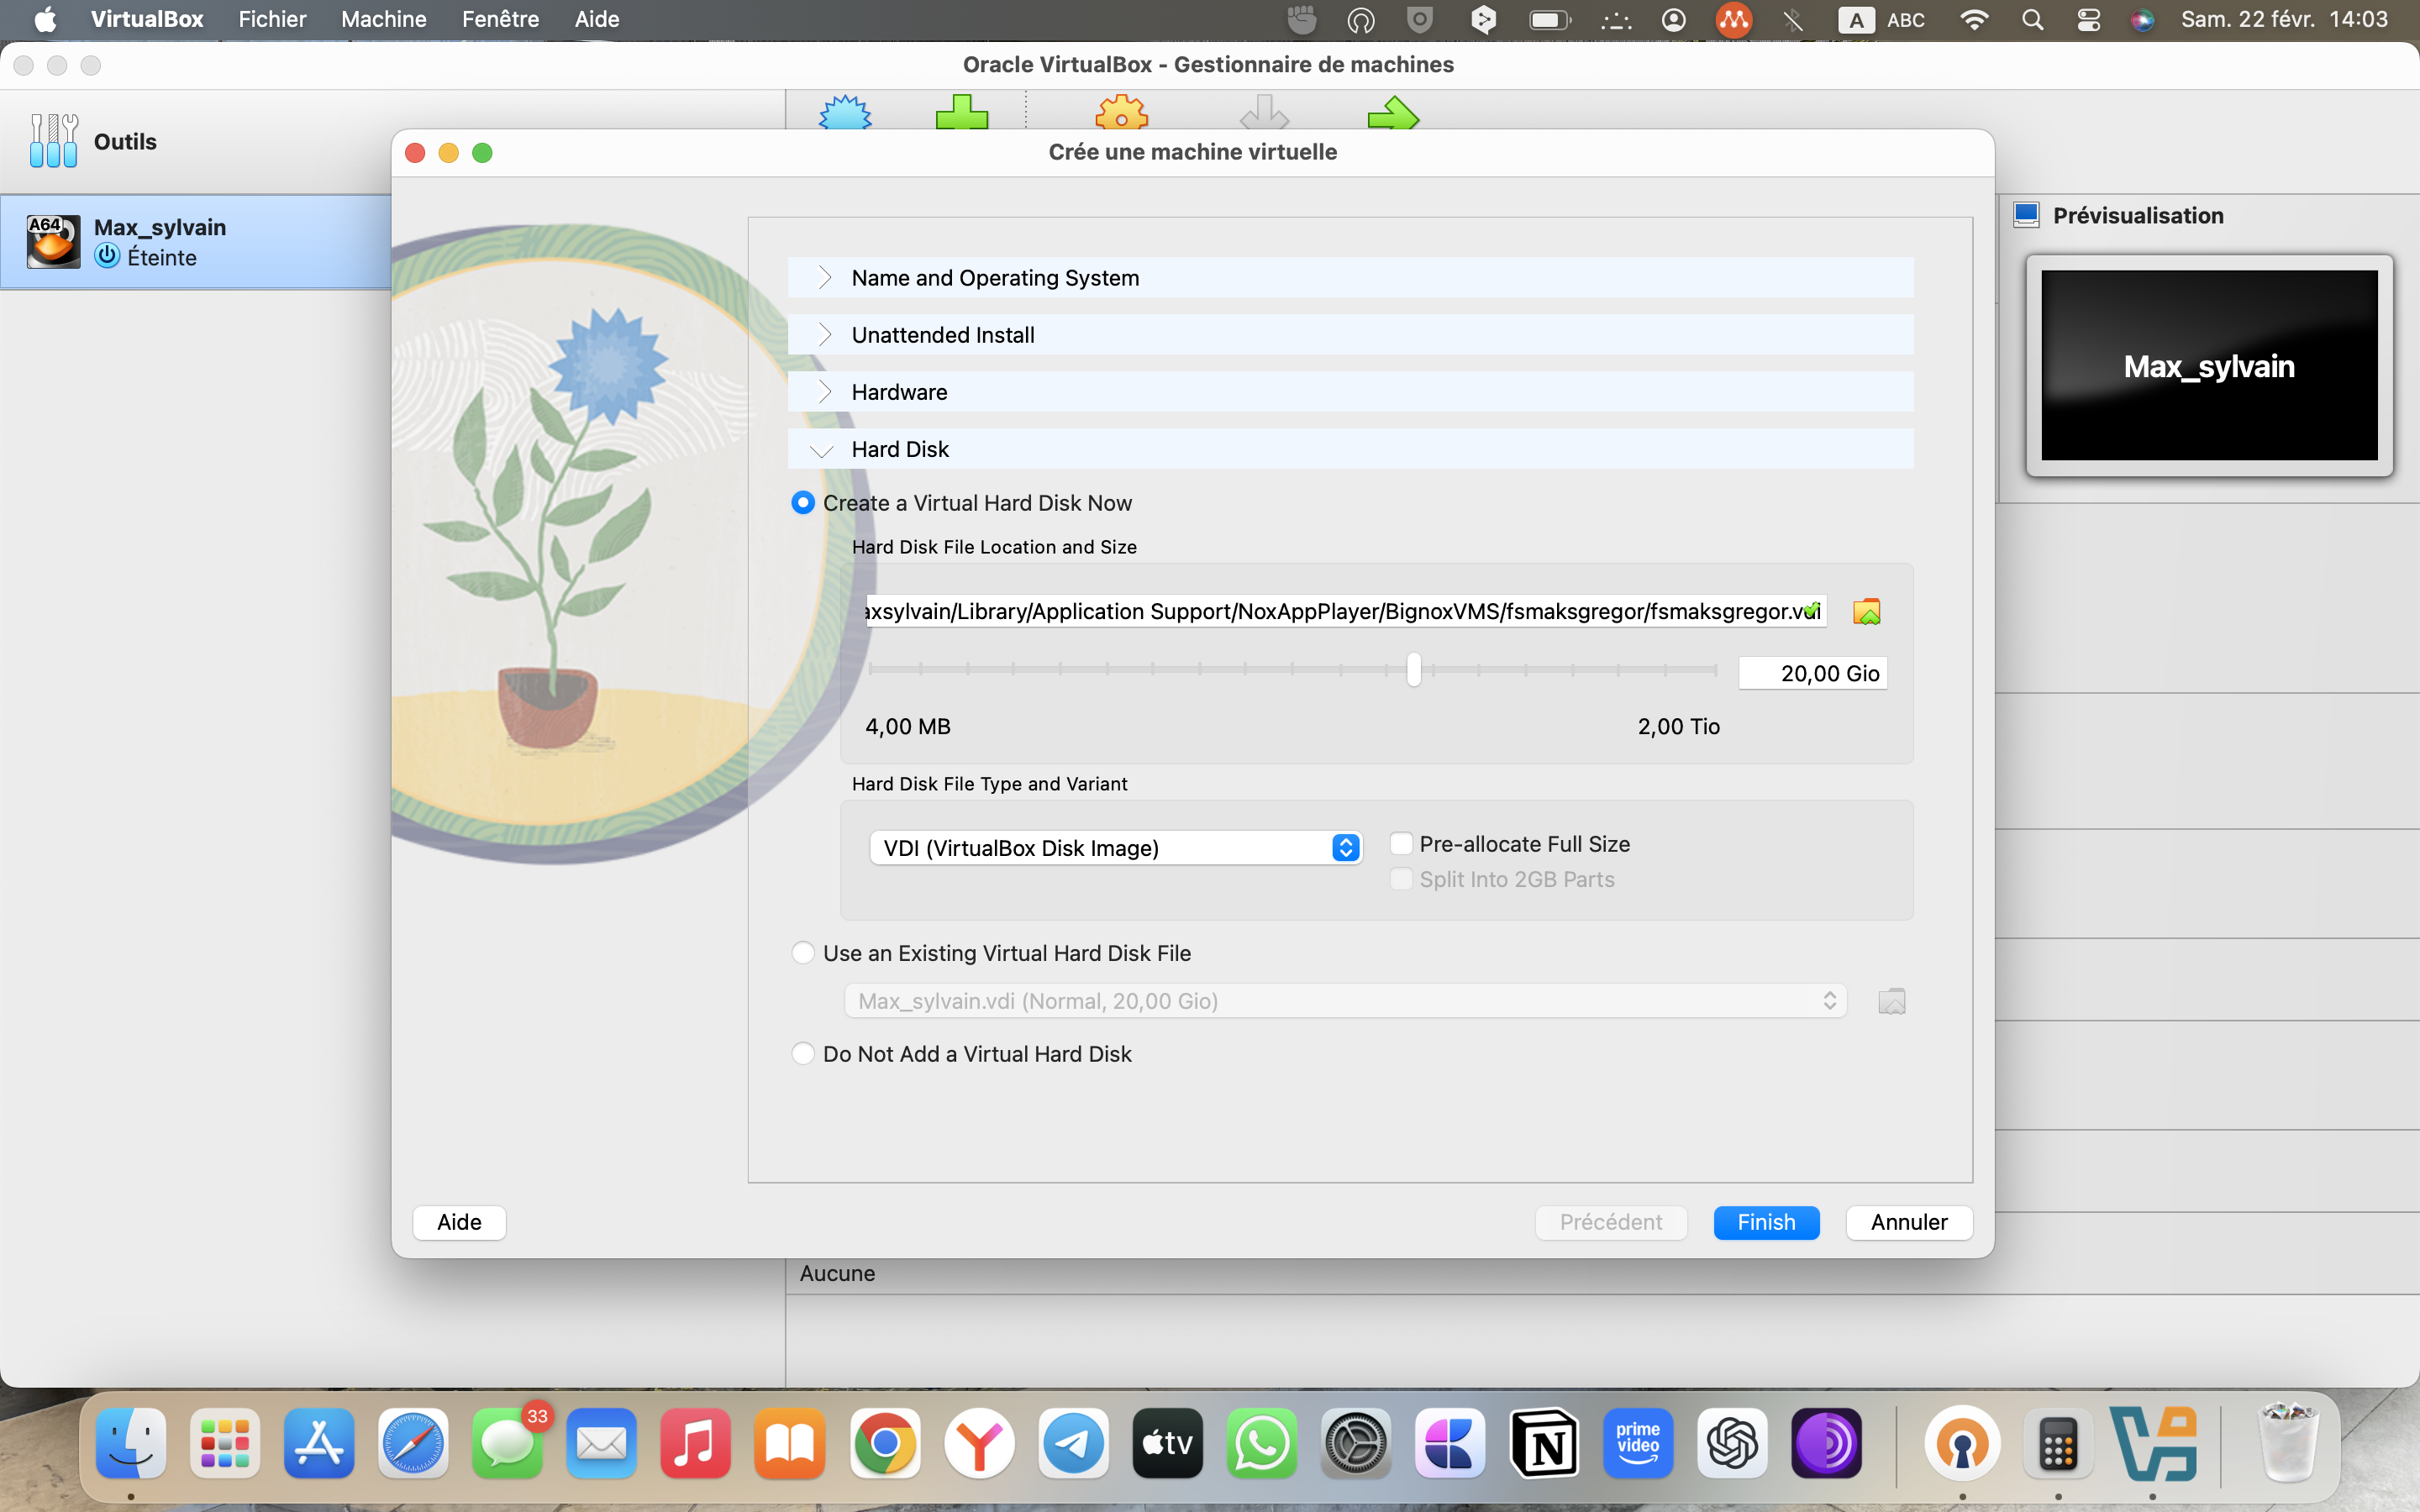 VirtualBox Fichier Machine Fenêtre Aide A ABC Sam. 22 févr. 14:03
Oracle VirtualBox - Gestionnaire de machines
Outils
Crée une machine virtuelle
A64
Max_sylvain
Éteinte
Prévisualisation
Max_sylvain
Name and Operating System
Unattended Install
Hardware
Hard Disk
Create a Virtual Hard Disk Now
Hard Disk File Location and Size
axsylvain/Library/Application Support/NoxAppPlayer/BignoxVMS/fsmaksgregor/fsmaksgregor.vdi
20,00 Gio
4,00 MB 2,00 Tio
Hard Disk File Type and Variant
VDI (VirtualBox Disk Image) Pre-allocate Full Size
Split Into 2GB Parts
Use an Existing Virtual Hard Disk File
Max_sylvain.vdi (Normal, 20,00 Gio)
Do Not Add a Virtual Hard Disk
Aide Précédent Finish Annuler
Aucune
33
tv
N
prime video